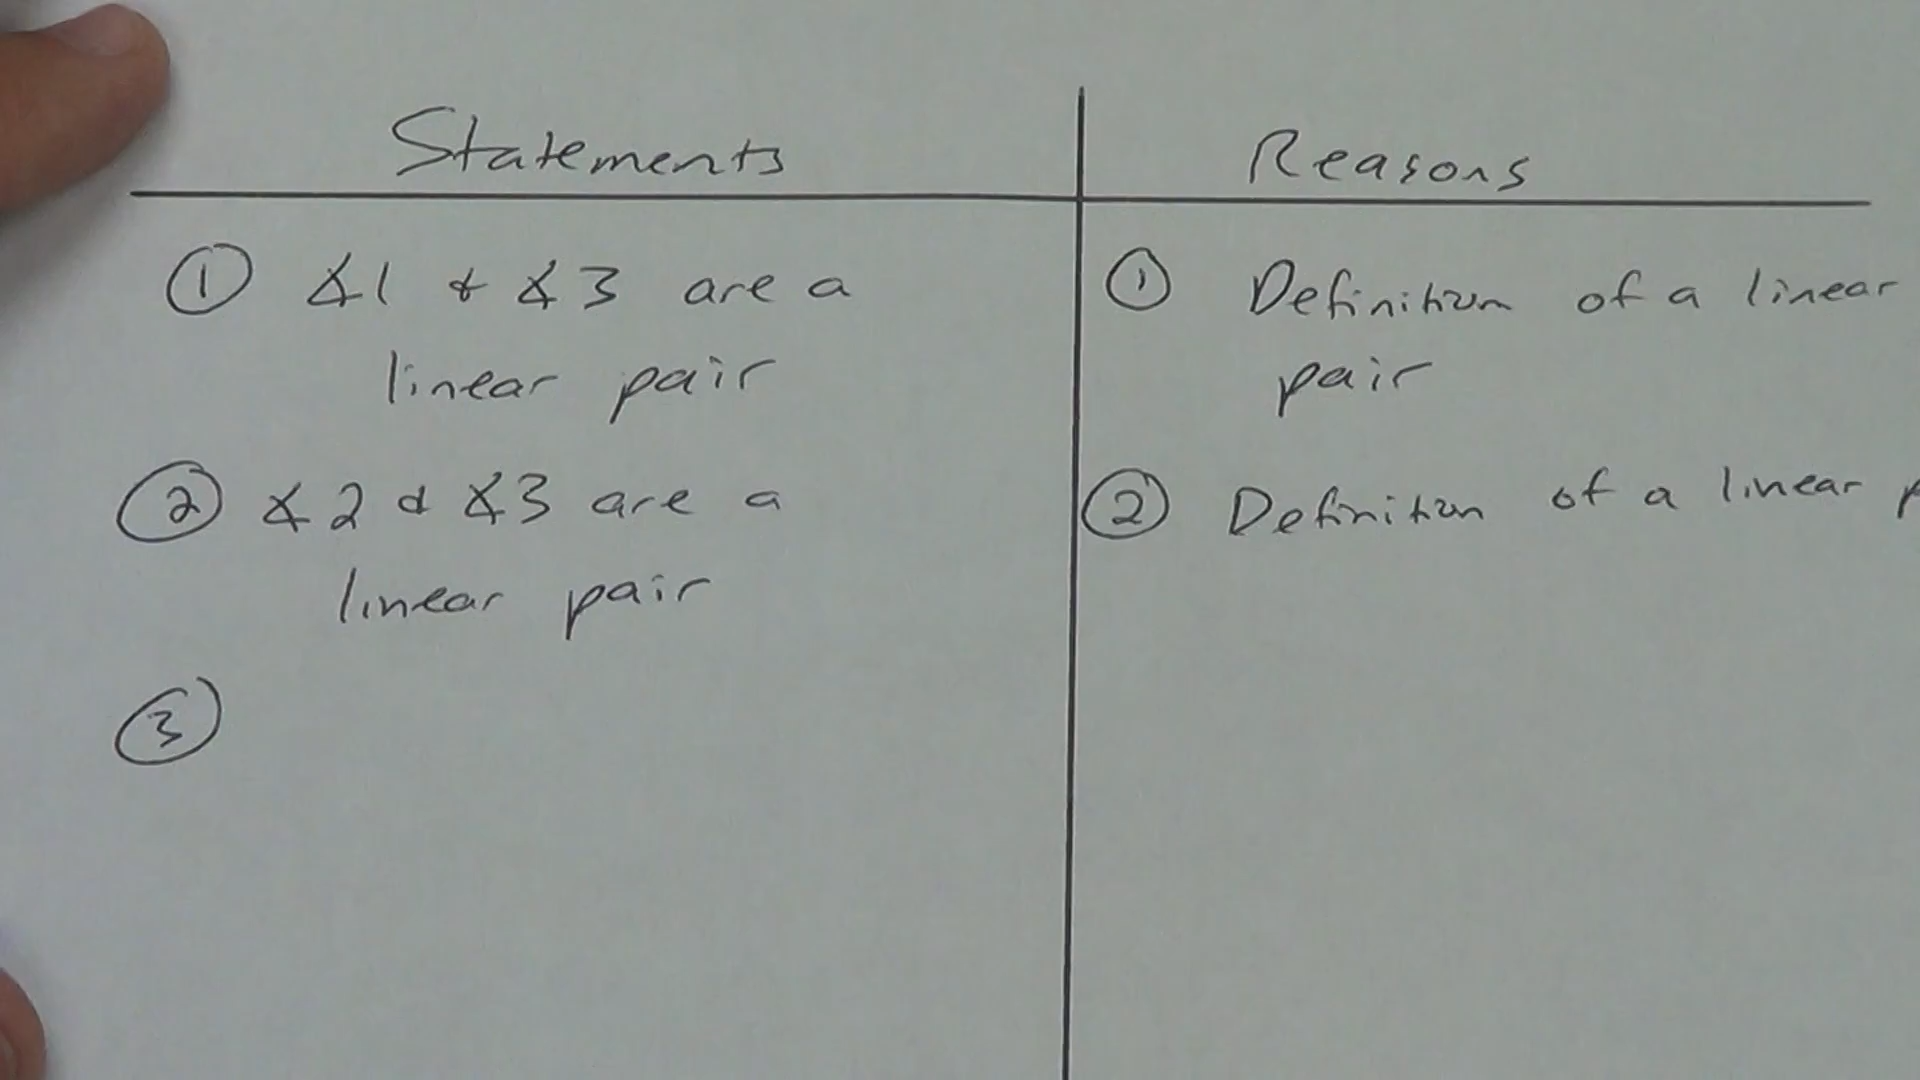 Statements
Reasons
① ∡1 & ∡3 are a
linear pair
① Definition of a linear
pair
② ∡2 & ∡3 are a
linear pair
② Definition of a linear
③